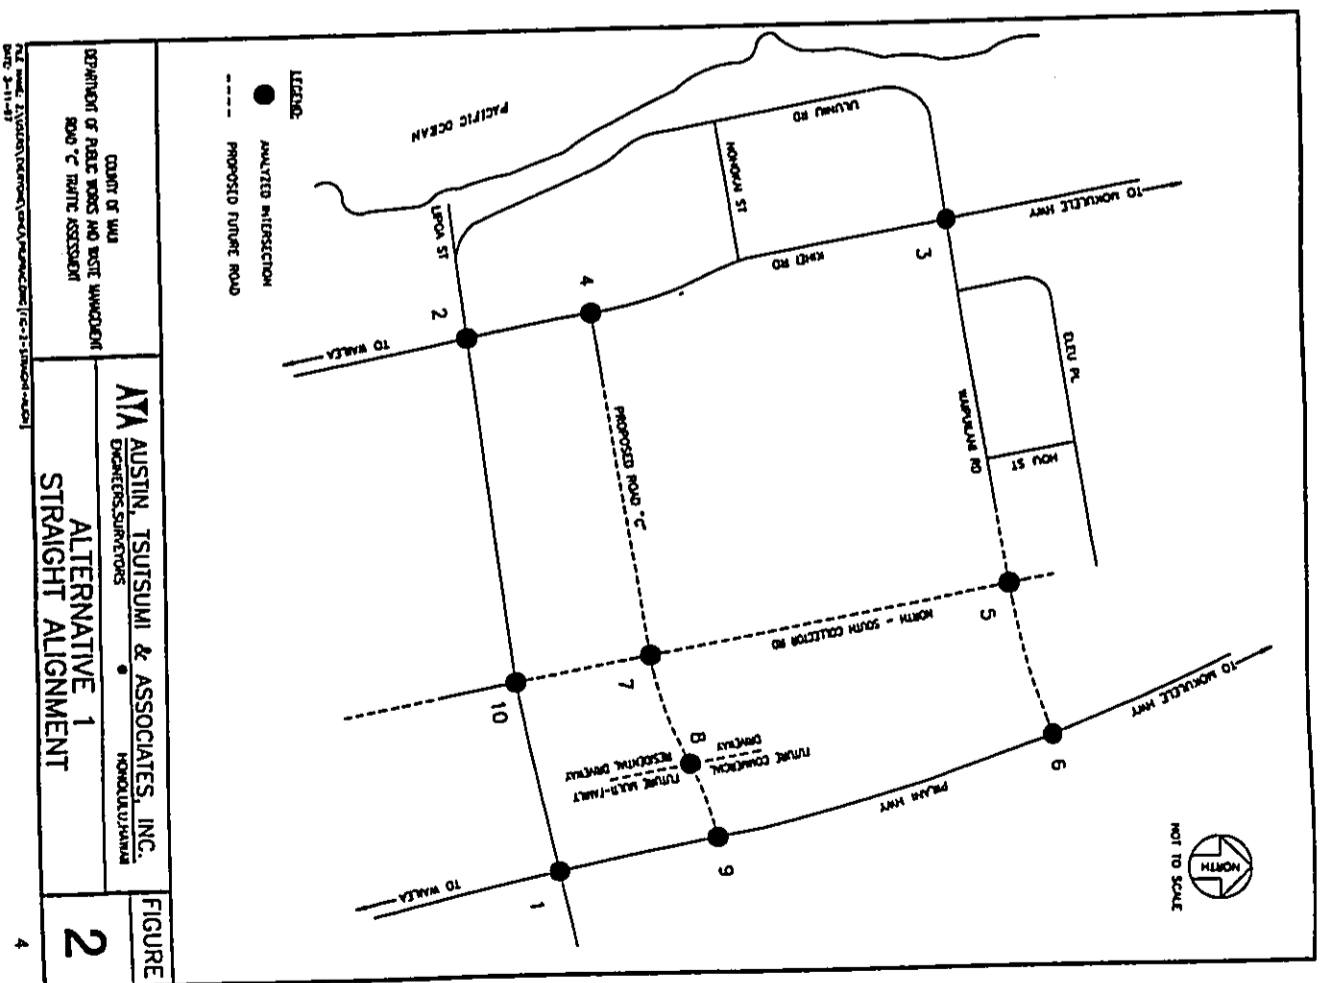 LEGEND:
ANALYZED INTERSECTION
PROPOSED FUTURE ROAD
PACIFIC OCEAN
ULUNIU RD
NOHOKAI ST
LIPOA ST
KIHEI RD
TO MOKULELE HWY
3
4
2
TO WAILEA
ELEU PL
WAIPUILANI RD
HOU ST
PROPOSED ROAD "C"
NORTH - SOUTH COLLECTOR RD
5
7
10
TO MOKULELE HWY
6
8
FUTURE COMMERCIAL
DRIVEWAY
FUTURE MULTI-FAMILY
RESIDENTIAL DRIVEWAY
PIILANI HWY
9
1
TO WAILEA
NORTH
NOT TO SCALE
COUNTY OF MAUI
DEPARTMENT OF PUBLIC WORKS AND WASTE MANAGEMENT
ROAD "C" TRAFFIC ASSESSMENT
ATA AUSTIN, TSUTSUMI & ASSOCIATES, INC.
ENGINEERS,SURVEYORS • HONOLULU,HAWAII
ALTERNATIVE 1
STRAIGHT ALIGNMENT
FIGURE
2
4